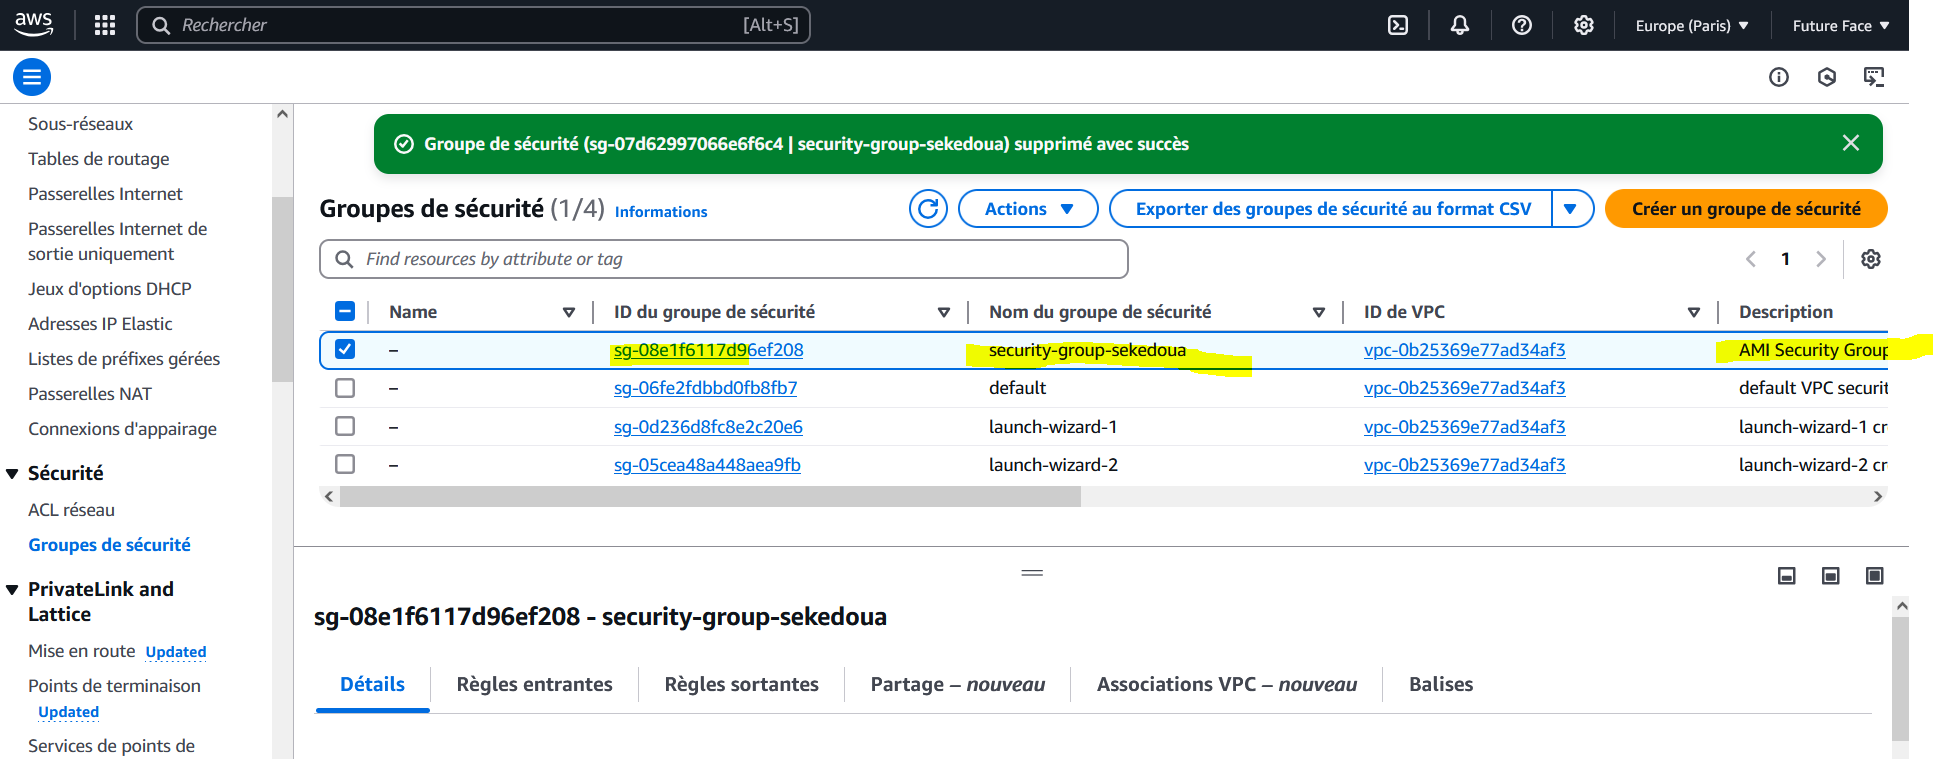 aws
Rechercher [Alt+S]
Europe (Paris)
Future Face
Sous-réseaux
Tables de routage
Passerelles Internet
Passerelles Internet de
sortie uniquement
Jeux d'options DHCP
Adresses IP Elastic
Listes de préfixes gérées
Passerelles NAT
Connexions d'appairage
Sécurité
ACL réseau
Groupes de sécurité
PrivateLink and
Lattice
Mise en route Updated
Points de terminaison
Updated
Services de points de
Groupe de sécurité (sg-07d62997066e6f6c4 | security-group-sekedoua) supprimé avec succès
Groupes de sécurité (1/4) Informations
Actions
Exporter des groupes de sécurité au format CSV
Créer un groupe de sécurité
Find resources by attribute or tag
1
Name ID du groupe de sécurité Nom du groupe de sécurité ID de VPC Description
– sg-08e1f6117d96ef208 security-group-sekedoua vpc-0b25369e77ad34af3 AMI Security Group
– sg-06fe2fdbbd0fb8fb7 default vpc-0b25369e77ad34af3 default VPC securit
– sg-0d236d8fc8e2c20e6 launch-wizard-1 vpc-0b25369e77ad34af3 launch-wizard-1 cr
– sg-05cea48a448aea9fb launch-wizard-2 vpc-0b25369e77ad34af3 launch-wizard-2 cr
sg-08e1f6117d96ef208 - security-group-sekedoua
Détails
Règles entrantes
Règles sortantes
Partage – nouveau
Associations VPC – nouveau
Balises